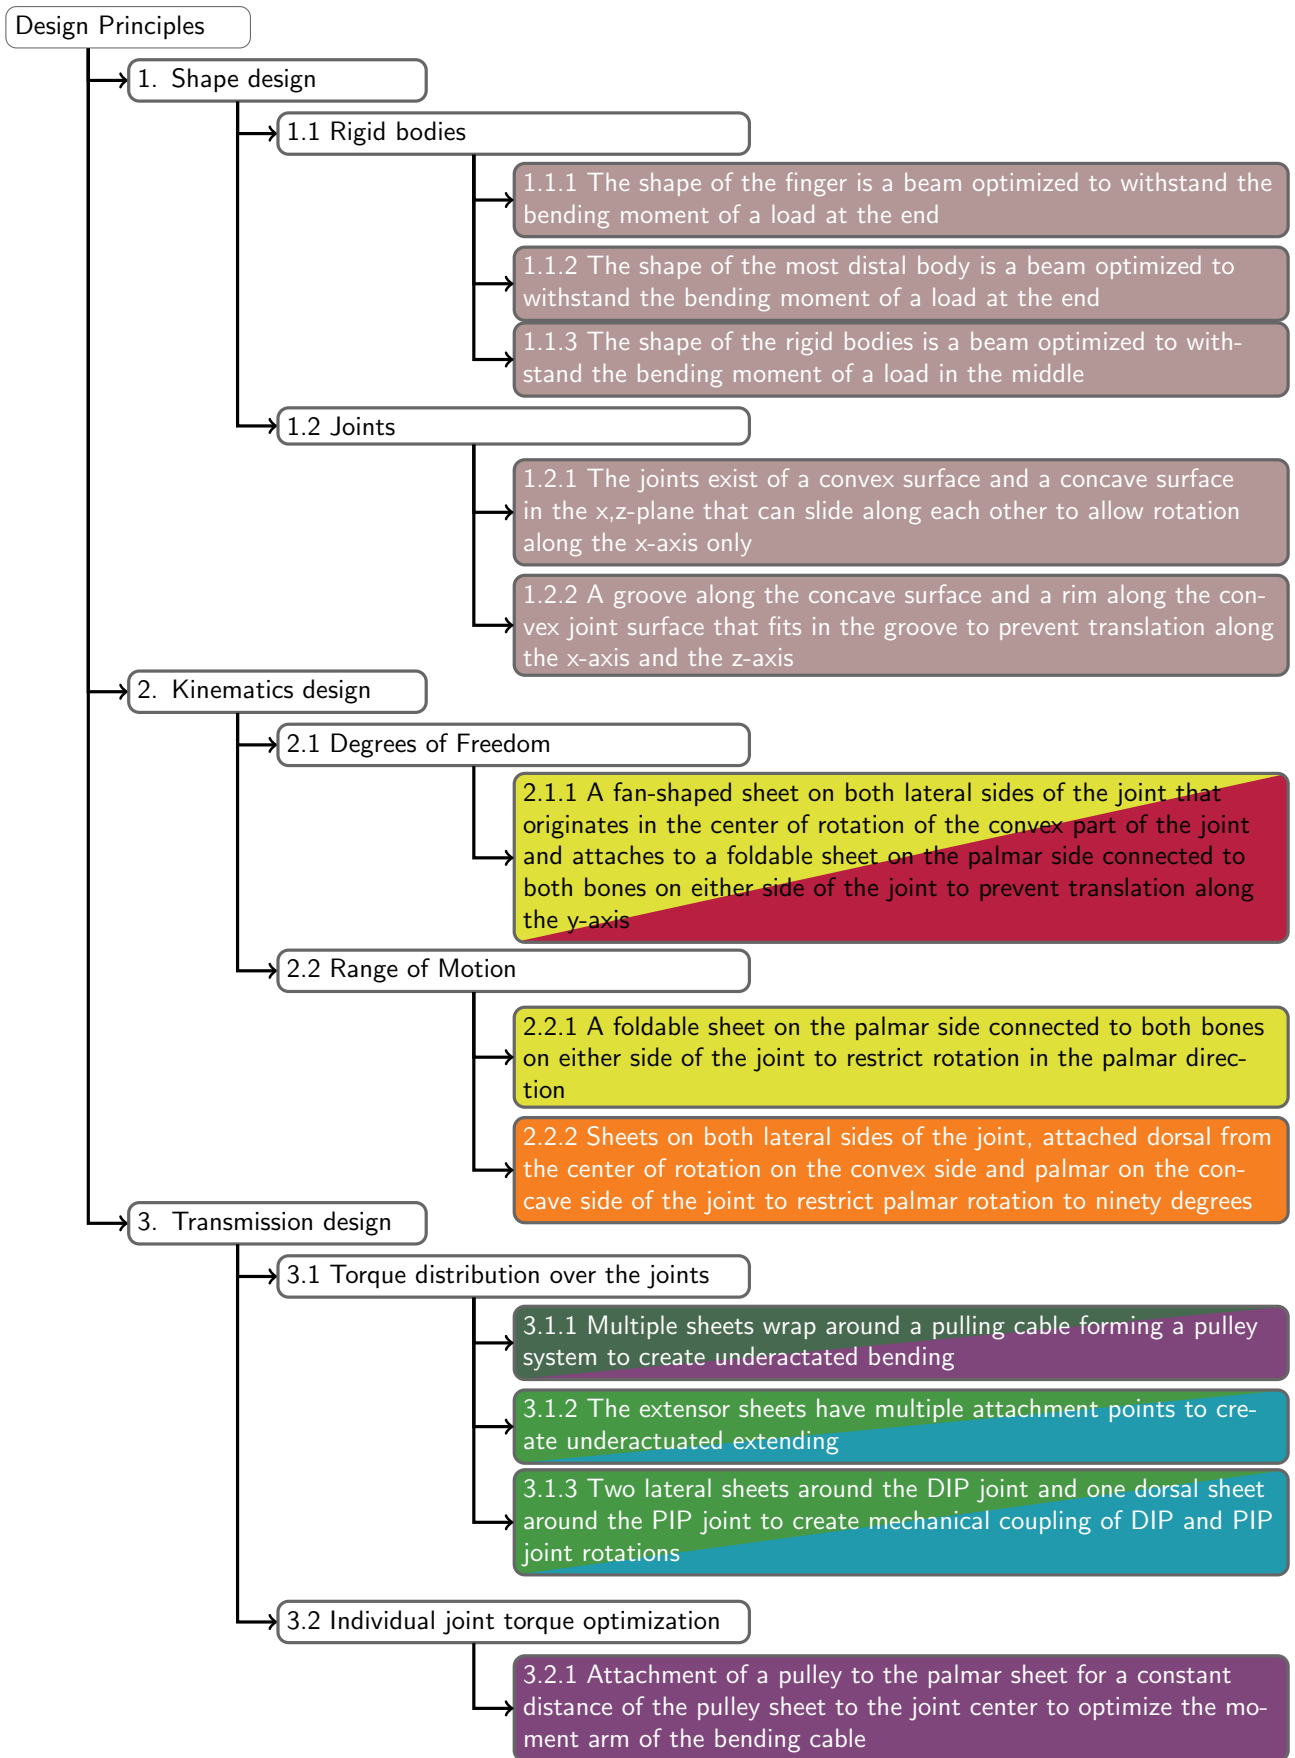 Design Principles
1. Shape design
1.1 Rigid bodies
1.1.1 The shape of the finger is a beam optimized to withstand the
bending moment of a load at the end
1.1.2 The shape of the most distal body is a beam optimized to
withstand the bending moment of a load at the end
1.1.3 The shape of the rigid bodies is a beam optimized to with-
stand the bending moment of a load in the middle
1.2 Joints
1.2.1 The joints exist of a convex surface and a concave surface
in the x,z-plane that can slide along each other to allow rotation
along the x-axis only
1.2.2 A groove along the concave surface and a rim along the con-
vex joint surface that fits in the groove to prevent translation along
the x-axis and the z-axis
2. Kinematics design
2.1 Degrees of Freedom
2.1.1 A fan-shaped sheet on both lateral sides of the joint that
originates in the center of rotation of the convex part of the joint
and attaches to a foldable sheet on the palmar side connected to
both bones on either side of the joint to prevent translation along
the y-axis
2.2 Range of Motion
2.2.1 A foldable sheet on the palmar side connected to both bones
on either side of the joint to restrict rotation in the palmar direc-
tion
2.2.2 Sheets on both lateral sides of the joint, attached dorsal from
the center of rotation on the convex side and palmar on the con-
cave side of the joint to restrict palmar rotation to ninety degrees
3. Transmission design
3.1 Torque distribution over the joints
3.1.1 Multiple sheets wrap around a pulling cable forming a pulley
system to create underactated bending
3.1.2 The extensor sheets have multiple attachment points to cre-
ate underactuated extending
3.1.3 Two lateral sheets around the DIP joint and one dorsal sheet
around the PIP joint to create mechanical coupling of DIP and PIP
joint rotations
3.2 Individual joint torque optimization
3.2.1 Attachment of a pulley to the palmar sheet for a constant
distance of the pulley sheet to the joint center to optimize the mo-
ment arm of the bending cable